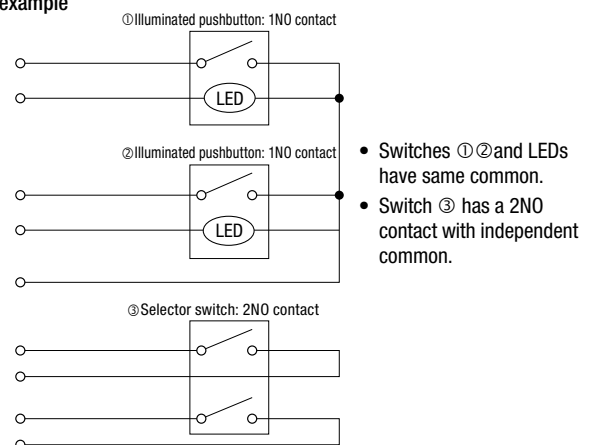 example
①Illuminated pushbutton: 1NO contact
LED
②Illuminated pushbutton: 1NO contact
LED
• Switches ①②and LEDs
have same common.
• Switch ③ has a 2NO
contact with independent
common.
③Selector switch: 2NO contact